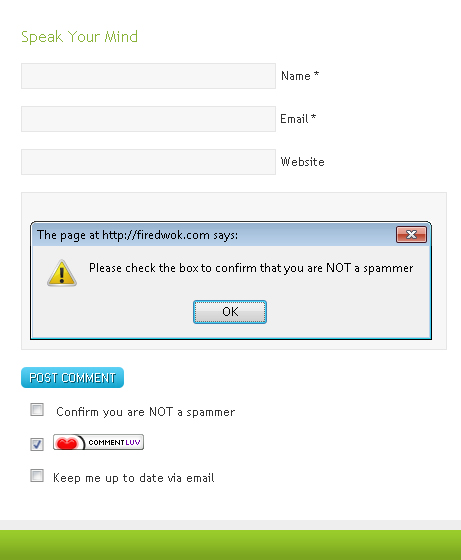 Speak Your Mind
Name *
Email *
Website
The page at http://firedwok.com says:
Please check the box to confirm that you are NOT a spammer
OK
POST COMMENT
Confirm you are NOT a spammer
COMMENTLUV
Keep me up to date via email